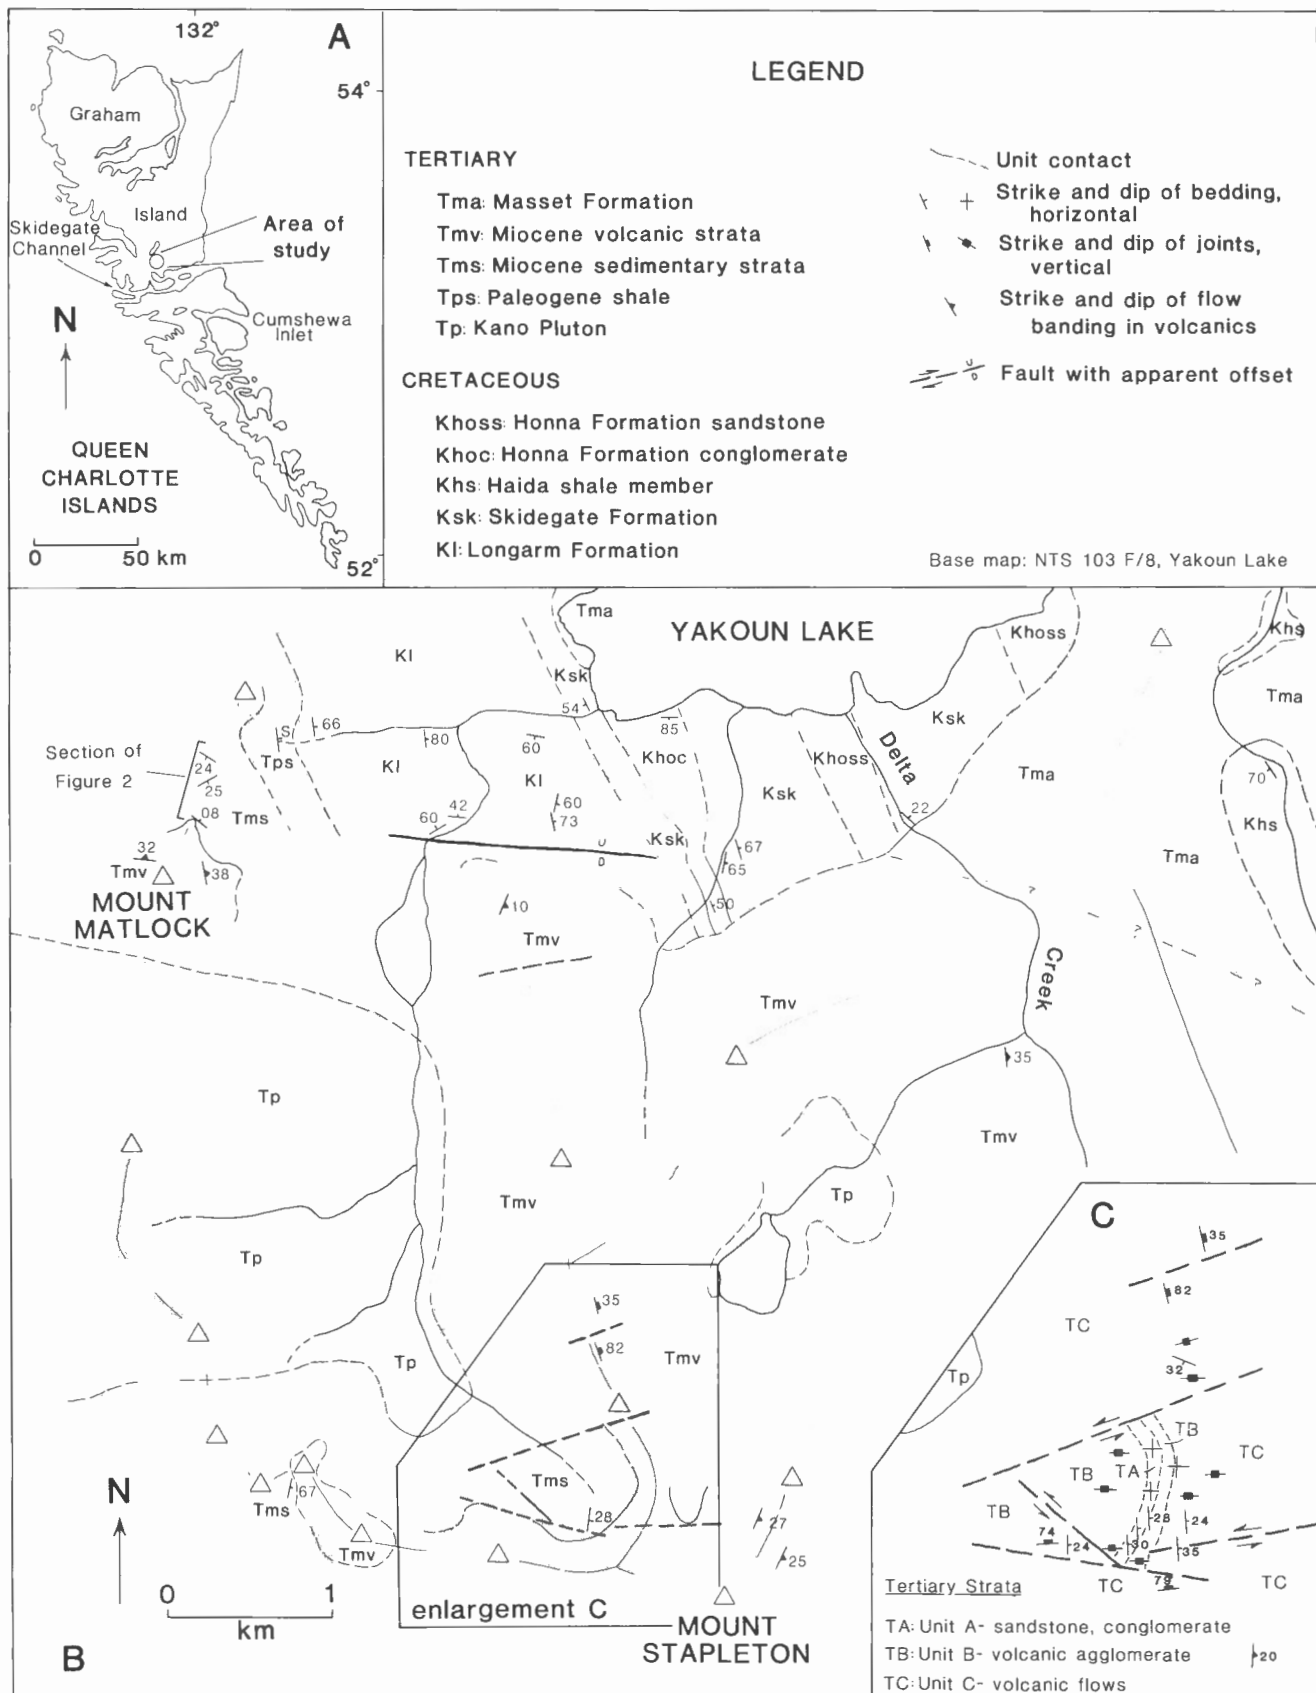 132°
A
54°
Graham
Island
Skidegate
Channel
Area of
study
N
Cumshewa
Inlet
QUEEN
CHARLOTTE
ISLANDS
0 50 km
52°
LEGEND
TERTIARY
Tma: Masset Formation
Tmv: Miocene volcanic strata
Tms: Miocene sedimentary strata
Tps: Paleogene shale
Tp: Kano Pluton
CRETACEOUS
Khoss: Honna Formation sandstone
Khoc: Honna Formation conglomerate
Khs: Haida shale member
Ksk: Skidegate Formation
Kl: Longarm Formation
Unit contact
Strike and dip of bedding,
horizontal
Strike and dip of joints,
vertical
Strike and dip of flow
banding in volcanics
U
D
Fault with apparent offset
Base map: NTS 103 F/8, Yakoun Lake
Tma
YAKOUN LAKE
Khoss
Khs
Kl
Ksk
Tma
54
Ksk
S
66
80
60
85
Section of
Figure 2
Tps
Kl
Kl
Khoc
Khoss
Delta
Tma
70
24
25
08
Tms
60
73
Ksk
22
Khs
60
42
U
D
Ksk
67
65
Tma
32
Tmv
38
MOUNT
MATLOCK
10
50
Tmv
?
?
?
Creek
Tmv
35
Tp
Tmv
Tmv
Tp
Tp
C
35
35
82
Tmv
82
TC
Tp
Tp
32
TB
TC
TB
TA
Tms
TB
67
Tms
28
27
25
Tmv
N
0 1
km
B
enlargement C
MOUNT
STAPLETON
74
24
30
28
24
35
79
TC
TC
Tertiary Strata
TA: Unit A- sandstone, conglomerate
TB: Unit B- volcanic agglomerate
20
TC: Unit C- volcanic flows